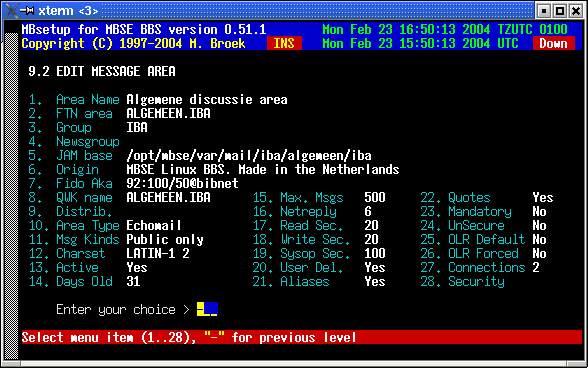 xterm <3>
MBsetup for MBSE BBS version 0.51.1 Mon Feb 23 16:50:13 2004 TZUTC 0100
Copyright (C) 1997-2004 M. Broek INS Mon Feb 23 15:50:13 2004 UTC Down
9.2 EDIT MESSAGE AREA
1. Area Name Algemene discussie area
2. FTN area ALGEMEEN.IBA
3. Group IBA
4. Newsgroup
5. JAM base /opt/mbse/var/mail/iba/algemeen/iba
6. Origin MBSE Linux BBS. Made in the Netherlands
7. Fido Aka 92:100/50@bibnet
8. QWK name ALGEMEEN.IBA 15. Max. Msgs 500 22. Quotes Yes
9. Distrib. 16. Netreply 6 23. Mandatory No
10. Area Type Echomail 17. Read Sec. 20 24. UnSecure No
11. Msg Kinds Public only 18. Write Sec. 20 25. OLR Default No
12. Charset LATIN-1 2 19. Sysop Sec. 100 26. OLR Forced No
13. Active Yes 20. User Del. Yes 27. Connections 2
14. Days Old 31 21. Aliases Yes 28. Security
Enter your choice > -
Select menu item (1..28), "-" for previous level